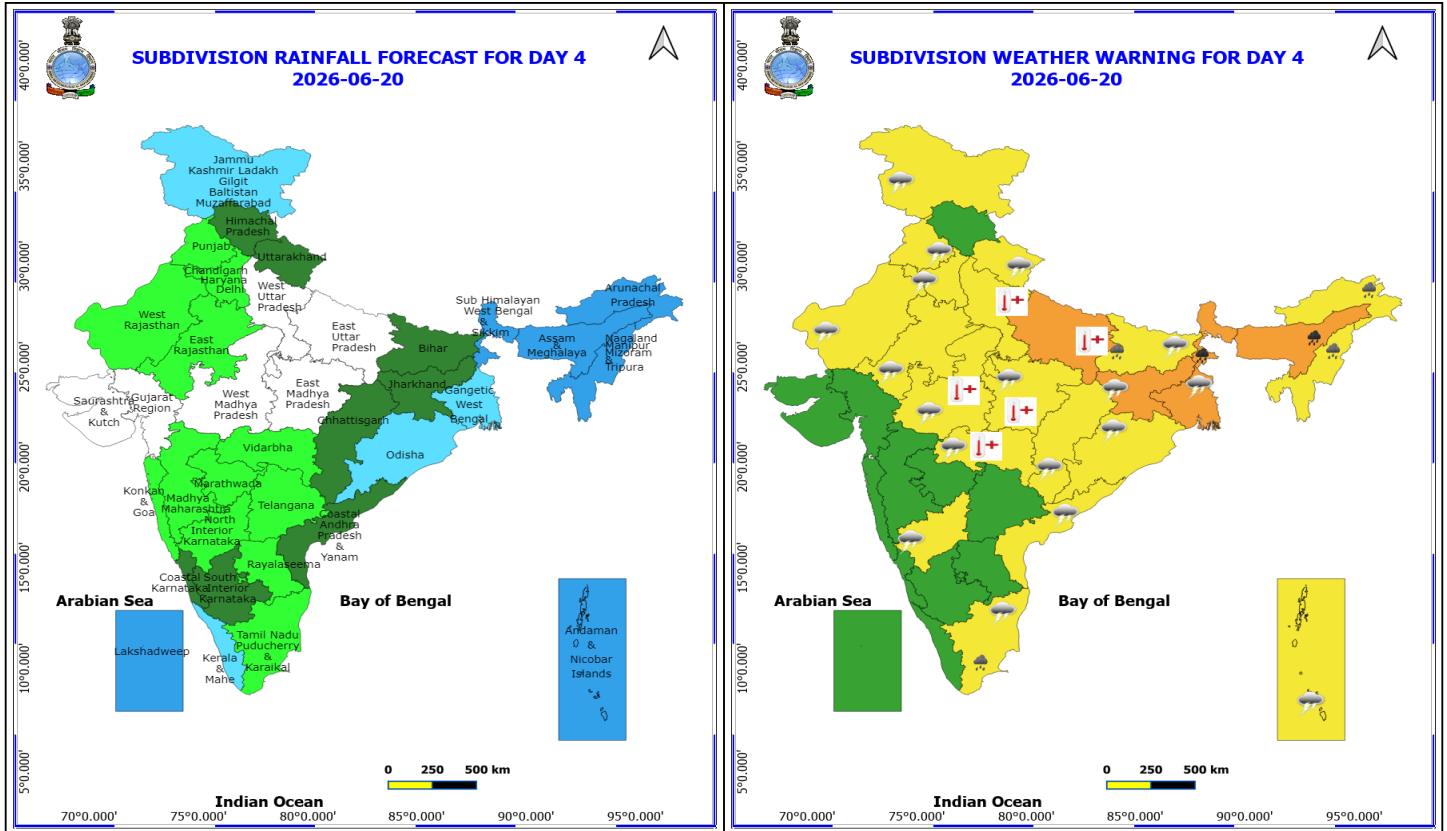 SUBDIVISION RAINFALL FORECAST FOR DAY 4
2026-06-20
40°0.000'
35°0.000'
30°0.000'
25°0.000'
20°0.000'
15°0.000'
10°0.000'
5°0.000'
Jammu
Kashmir Ladakh
Gilgit
Baltistan
Muzaffarabad
Himachal
Pradesh
Punjab
Uttarakhand
Chandigarh
Haryana
Delhi
West
Uttar
Pradesh
West
Rajasthan
East
Rajasthan
East
Uttar
Pradesh
Bihar
Sub Himalayan
West Bengal
&
Sikkim
Arunachal
Pradesh
Assam
&
Meghalaya
Nagaland
Manipur
Mizoram
&
Tripura
Jharkhand
Gangetic
West
Bengal
Saurashtra
&
Kutch
Gujarat
Region
West
Madhya
Pradesh
East
Madhya
Pradesh
Chhattisgarh
Odisha
Vidarbha
Marathwada
Konkan
&
Goa
Madhya
Maharashtra
Telangana
North
Interior
Karnataka
Coastal
Andhra
Pradesh
&
Yanam
Rayalaseema
Coastal
Karnataka
South
Interior
Karnataka
Tamil Nadu
Puducherry
&
Karaikal
Kerala
&
Mahe
Lakshadweep
Andaman
&
Nicobar
Islands
Arabian Sea
Bay of Bengal
Indian Ocean
0 250 500 km
70°0.000' 75°0.000' 80°0.000' 85°0.000' 90°0.000' 95°0.000'
SUBDIVISION WEATHER WARNING FOR DAY 4
2026-06-20
40°0.000'
35°0.000'
30°0.000'
25°0.000'
20°0.000'
15°0.000'
10°0.000'
5°0.000'
Arabian Sea
Bay of Bengal
Indian Ocean
0 250 500 km
70°0.000' 75°0.000' 80°0.000' 85°0.000' 90°0.000' 95°0.000'